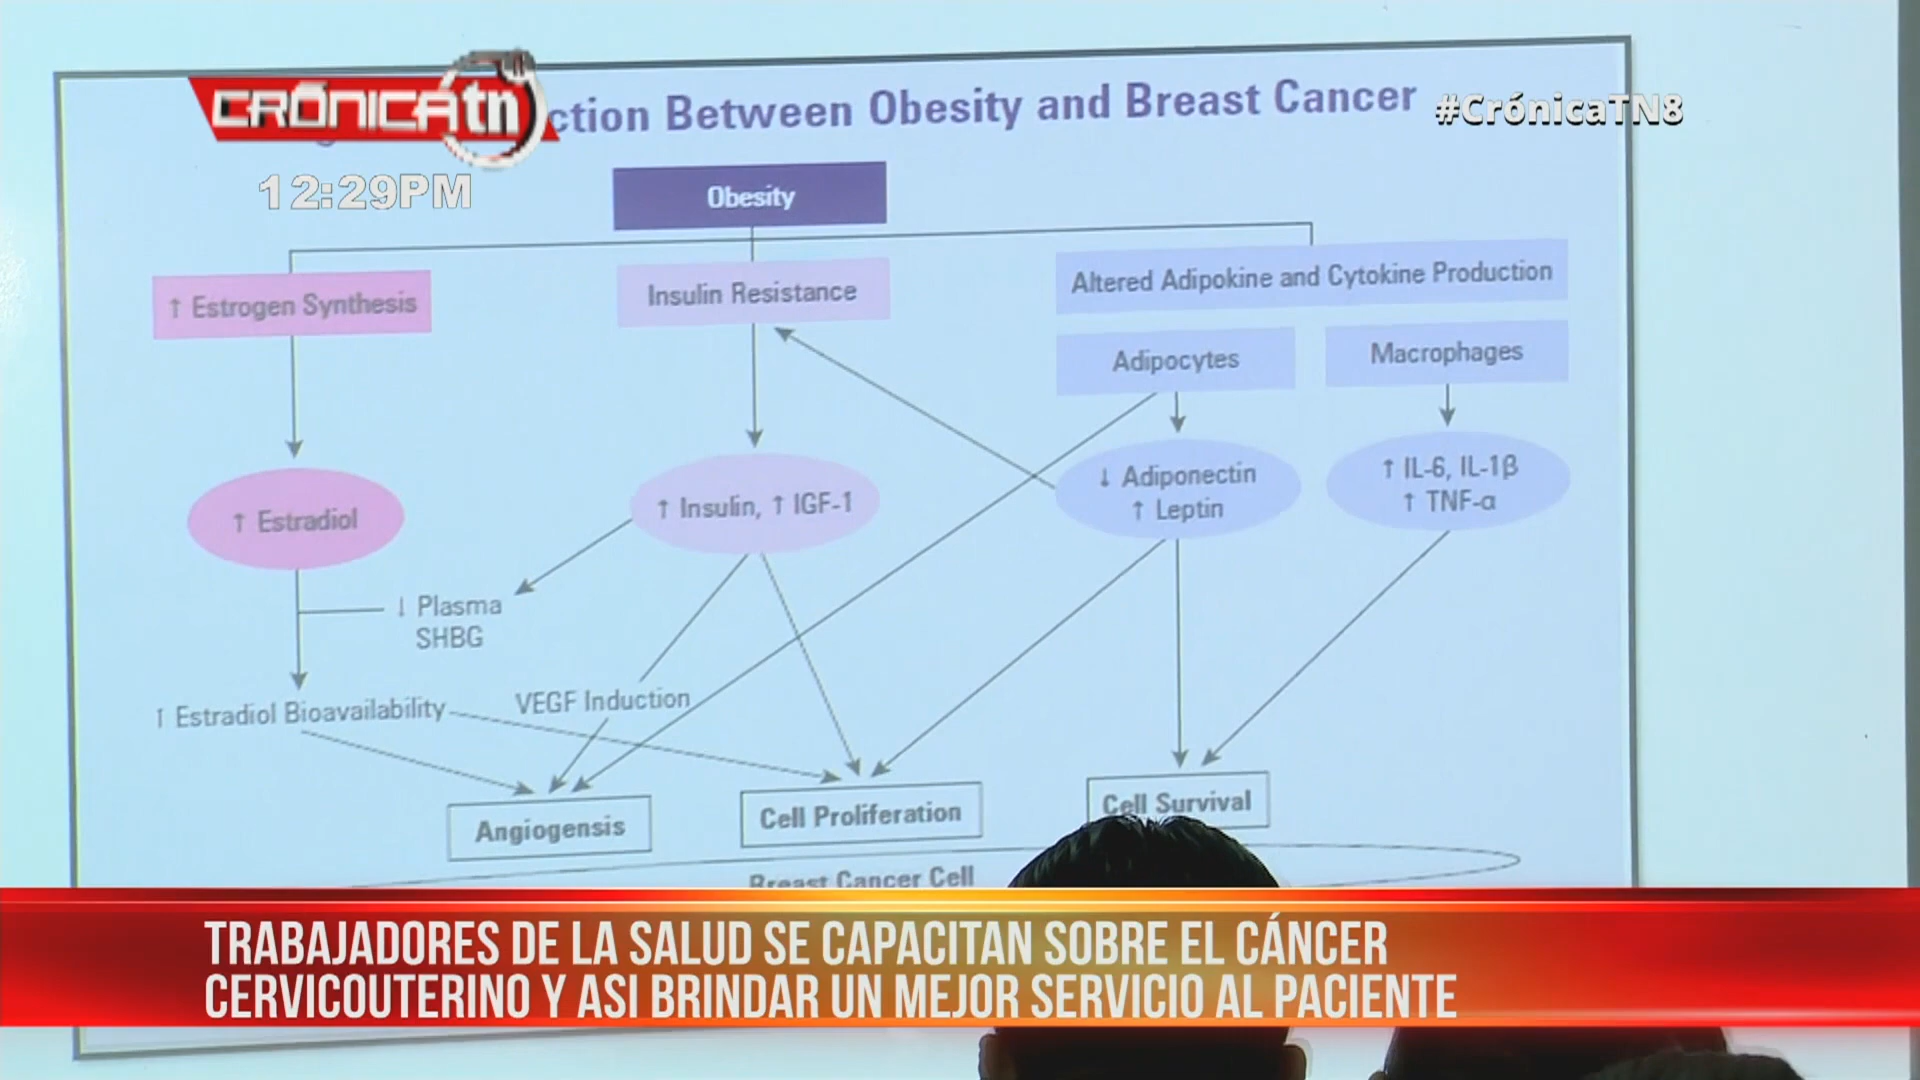 CRÓNICAtn
Between Obesity and Breast Cancer
#CrónicaTN8
12:29PM
Obesity
↑ Estrogen Synthesis
Insulin Resistance
Altered Adipokine and Cytokine Production
Adipocytes
Macrophages
↑ Estradiol
↑ Insulin, ↑ IGF-1
↓ Adiponectin
↑ Leptin
↑ IL-6, IL-1β
↑ TNF-α
↓ Plasma
SHBG
↑ Estradiol Bioavailability
VEGF Induction
Angiogensis
Cell Proliferation
Cell Survival
Breast Cancer Cell
TRABAJADORES DE LA SALUD SE CAPACITAN SOBRE EL CÁNCER
CERVICOUTERINO Y ASI BRINDAR UN MEJOR SERVICIO AL PACIENTE